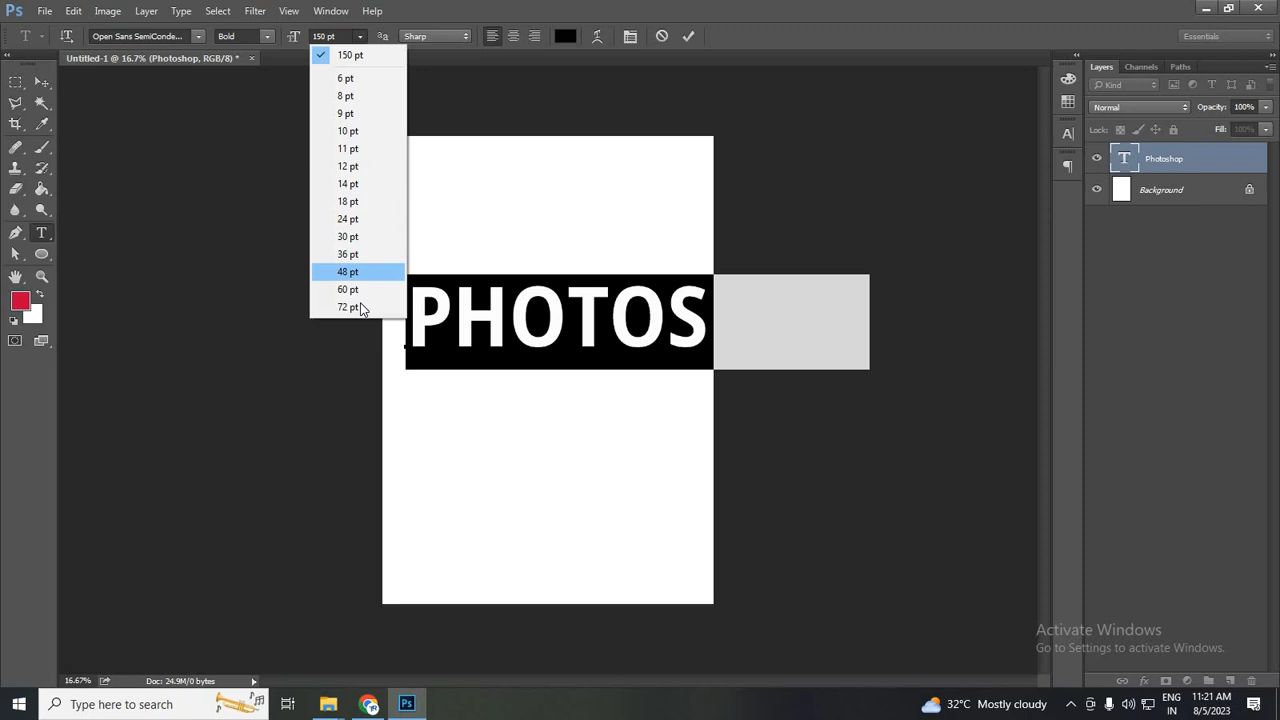 Ps File Edit Image Layer Type Select Filter View Window Help
T Open Sans SemiConde... Bold 150 pt aa Sharp Essentials
Untitled-1 @ 16.7% (Photoshop, RGB/8) * ×
150 pt
6 pt
8 pt
9 pt
10 pt
11 pt
12 pt
14 pt
18 pt
24 pt
30 pt
36 pt
48 pt
60 pt
72 pt
PHOTOS
Layers Channels Paths
Kind
Normal Opacity: 100%
Lock: Fill: 100%
T Photoshop
Background
Activate Windows
Go to Settings to activate Windows.
16.67% Doc: 24.9M/0 bytes
Type here to search
Ps
32°C Mostly cloudy
ENG
IN
11:21 AM
8/5/2023